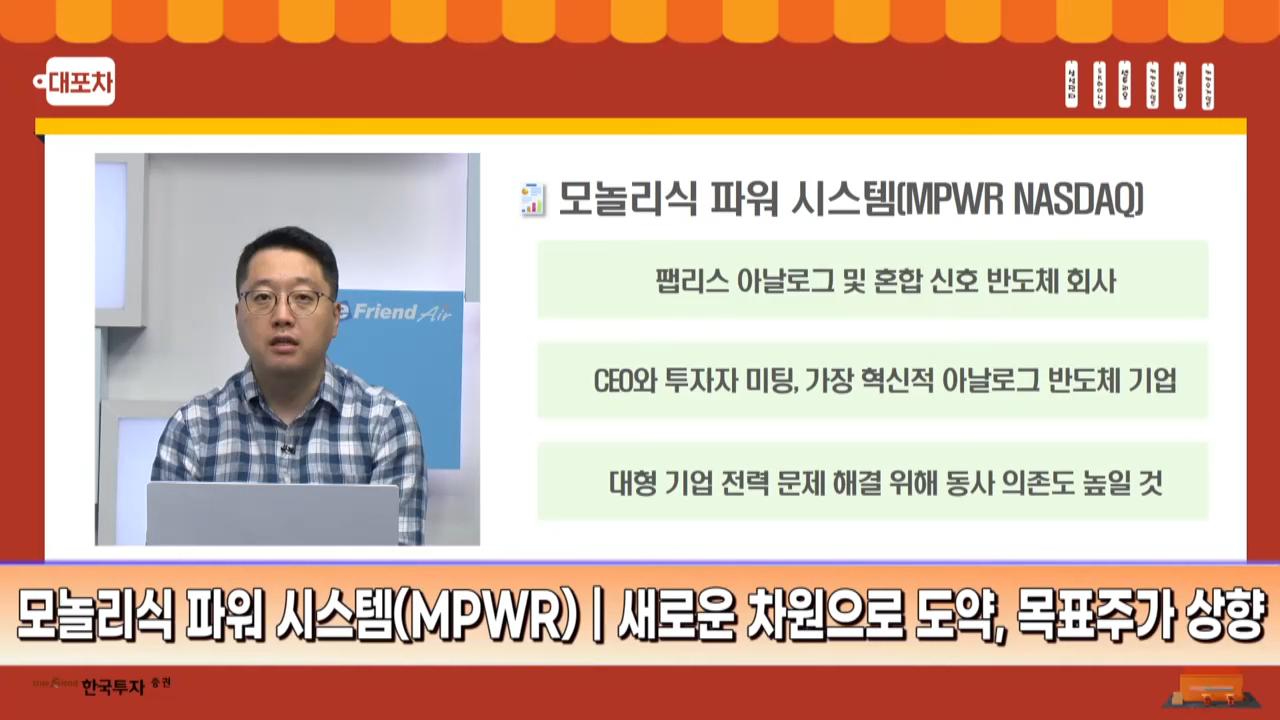 대포차
모놀리식 파워 시스템(MPWR NASDAQ)
팹리스 아날로그 및 혼합 신호 반도체 회사
Friend Air
CEO와 투자자 미팅, 가장 혁신적 아날로그 반도체 기업
대형 기업 전력 문제 해결 위해 동사 의존도 높일 것
모놀리식 파워 시스템(MPWR) | 새로운 차원으로 도약, 목표주가 상향
한국투자 증권